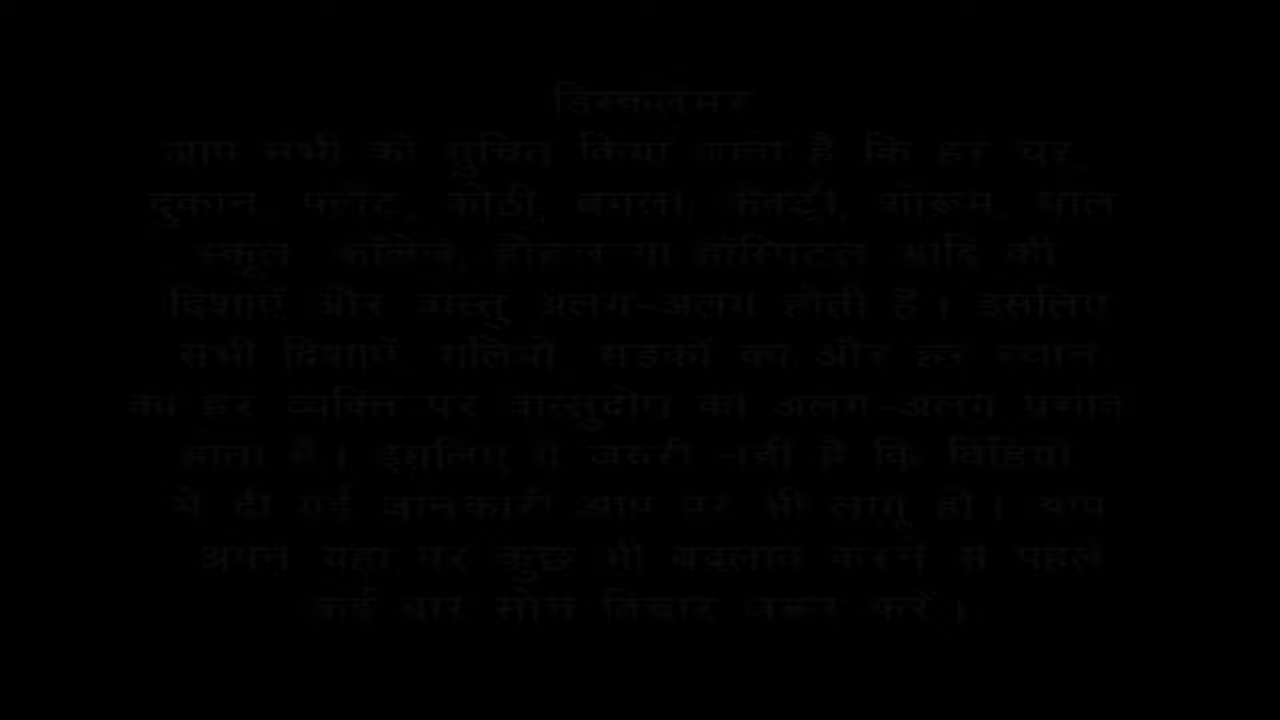 डिस्कलेमर
आप सभी को सुचित किया जाता है कि हर घर,
दुकान, फ्लैट, कोठी, बंगला, फैक्ट्री, शोरूम, मॉल
स्कूल, कॉलेज, होटल या हॉस्पिटल आदि की
दिशाएँ और वास्तु अलग-अलग होती है। इसलिए
सभी दिशाएँ, गलियों, सड़कों का और हर स्थान
का हर व्यक्ति पर वास्तुदोष का अलग-अलग प्रभाव
होता है। इसलिए ये जरुरी नही है कि विडियो
मे दी गई जानकारी आप पर भी लागू हो। आप
अपने यहा पर कुछ भी बदलाव करने से पहले
कई बार सोच विचार जरूर करें।